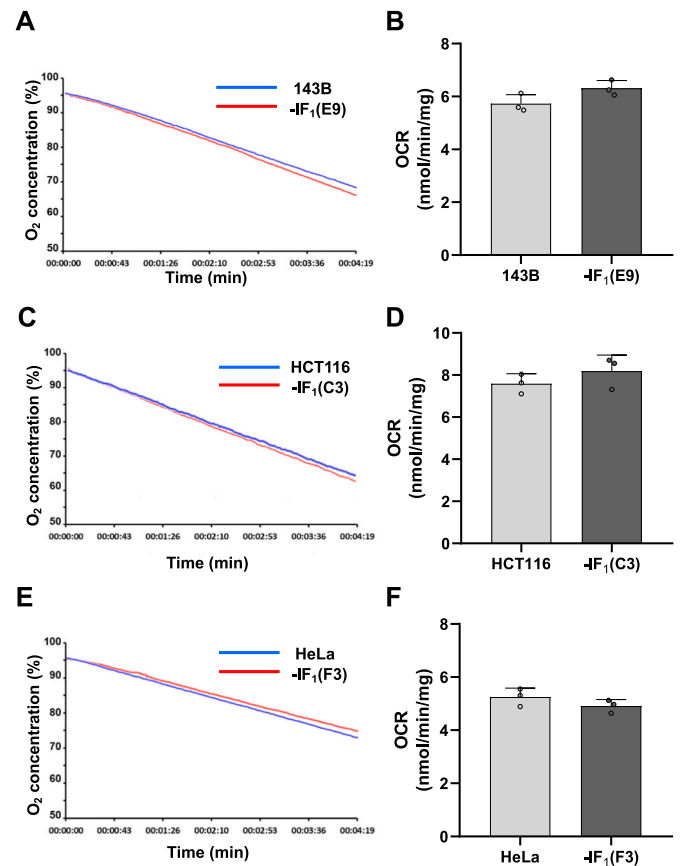 A
O2 concentration (%)
100
90
80
70
60
50
143B
-IF1(E9)
00:00:00 00:00:43 00:01:26 00:02:10 00:02:53 00:03:36 00:04:19
Time (min)
B
OCR
(nmol/min/mg)
8
6
4
2
0
143B -IF1(E9)
C
O2 concentration (%)
100
90
80
70
60
50
HCT116
-IF1(C3)
00:00:00 00:00:43 00:01:26 00:02:10 00:02:53 00:03:36 00:04:19
Time (min)
D
OCR
(nmol/min/mg)
10
8
6
4
2
0
HCT116 -IF1(C3)
E
O2 concentration (%)
100
90
80
70
60
50
HeLa
-IF1(F3)
00:00:00 00:00:43 00:01:26 00:02:10 00:02:53 00:03:36 00:04:19
Time (min)
F
OCR
(nmol/min/mg)
8
6
4
2
0
HeLa -IF1(F3)